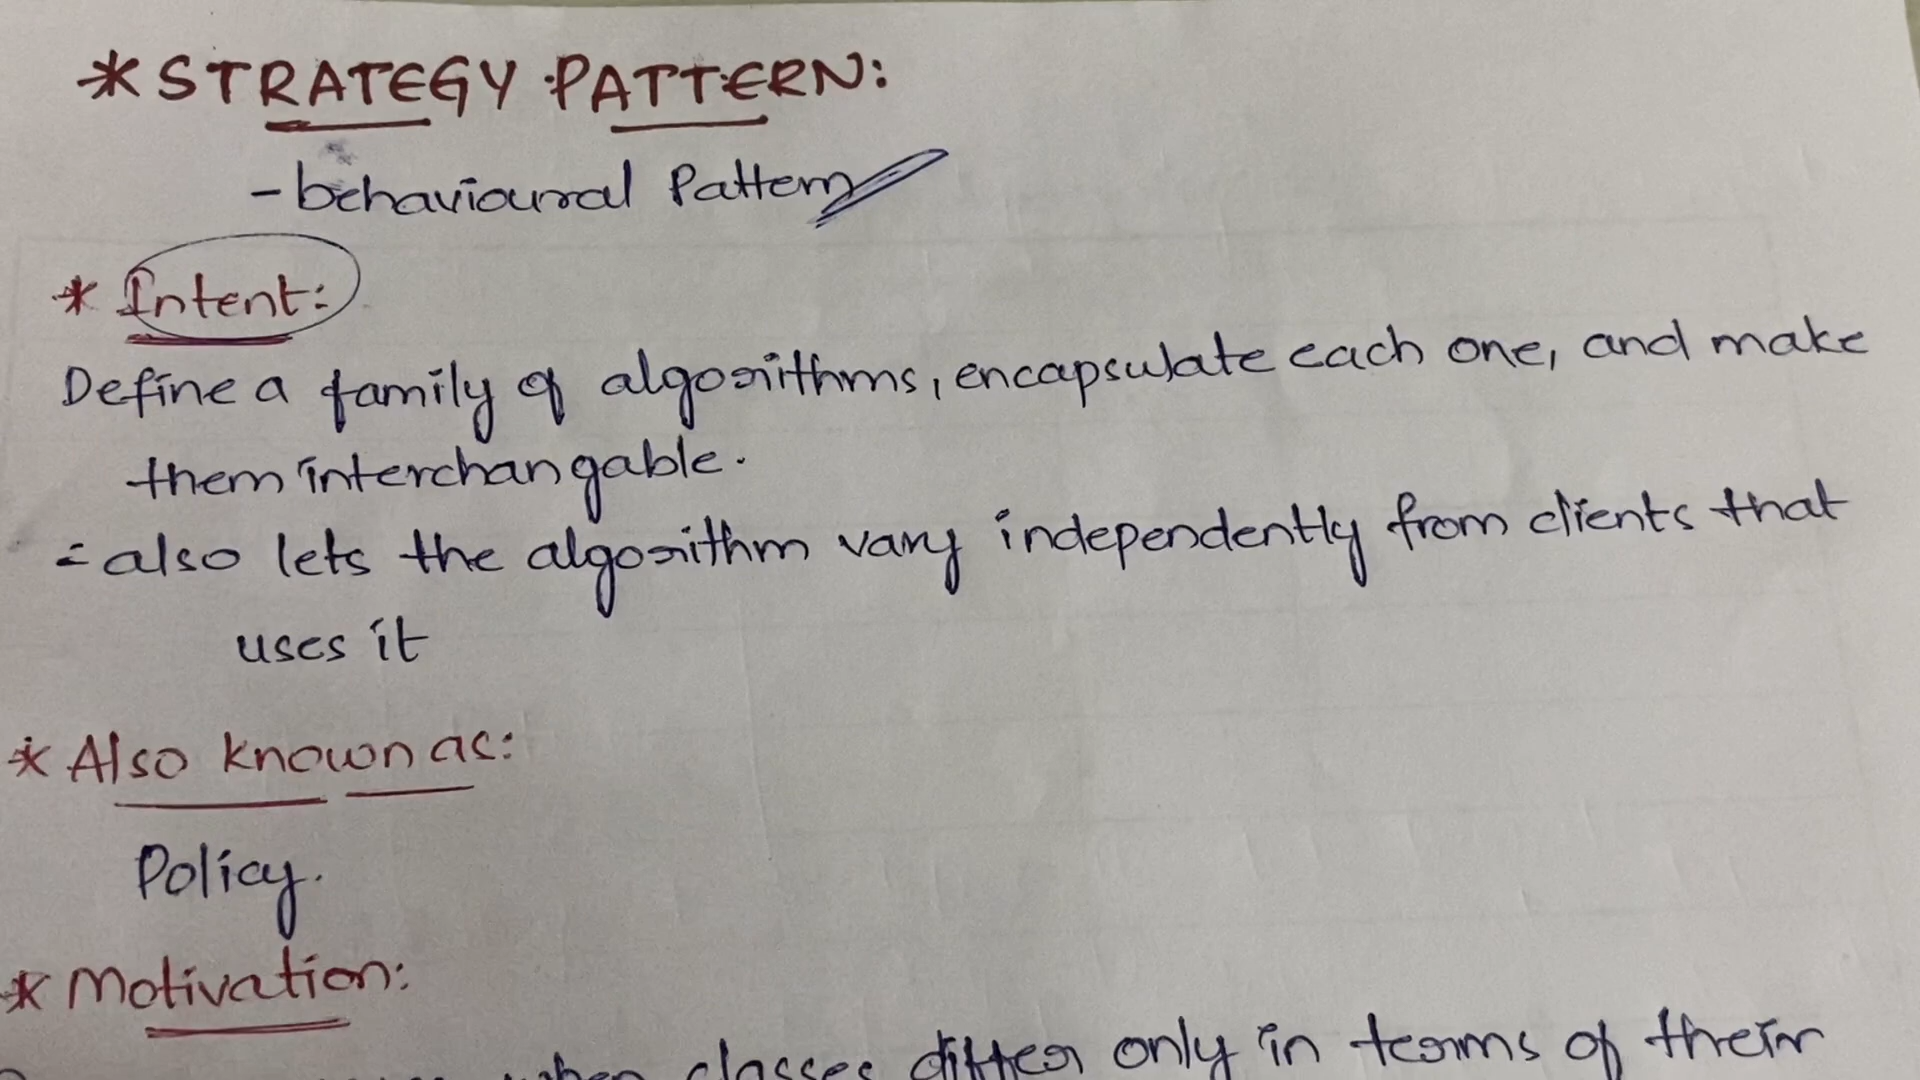 *STRATEGY PATTERN:
-behavioural Pattern
* Intent:
Define a family of algorithms, encapsulate each one, and make
them interchangable.
- also lets the algorithm vary independently from clients that
uses it
* Also known as:
Policy.
* Motivation:
when classes differ only in terms of their